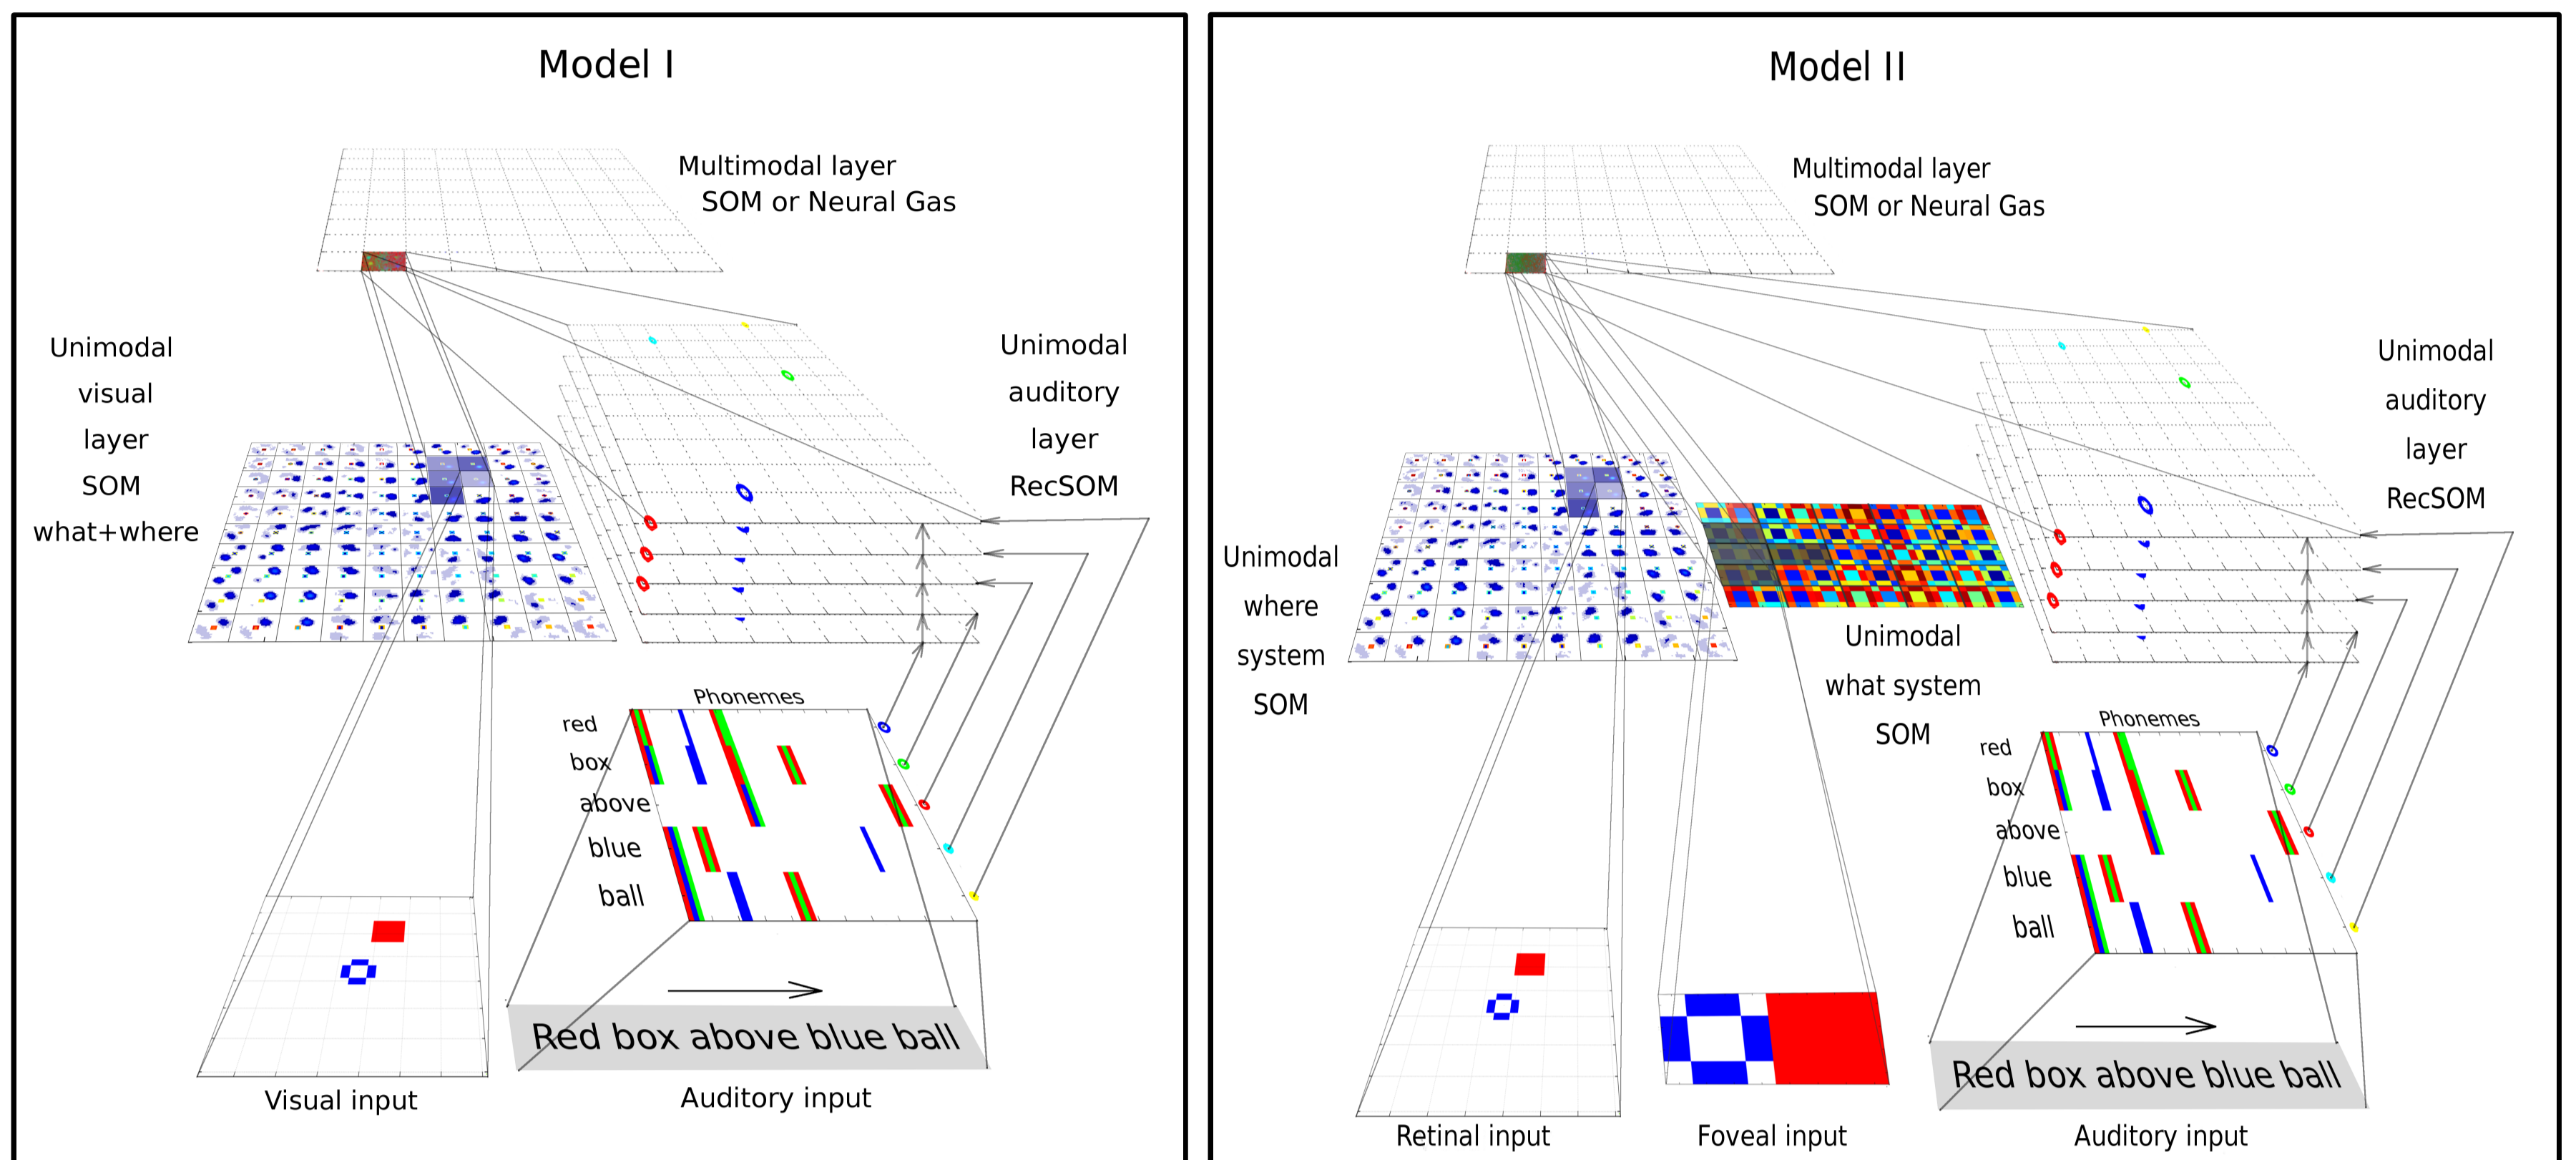 Model I
Multimodal layer
SOM or Neural Gas
Unimodal
visual
layer
SOM
what+where
Unimodal
auditory
layer
RecSOM
Phonemes
red
box
above
blue
ball
Red box above blue ball
Visual input
Auditory input
Model II
Multimodal layer
SOM or Neural Gas
Unimodal
where
system
SOM
Unimodal
what system
SOM
Unimodal
auditory
layer
RecSOM
Phonemes
red
box
above
blue
ball
Red box above blue ball
Retinal input
Foveal input
Auditory input